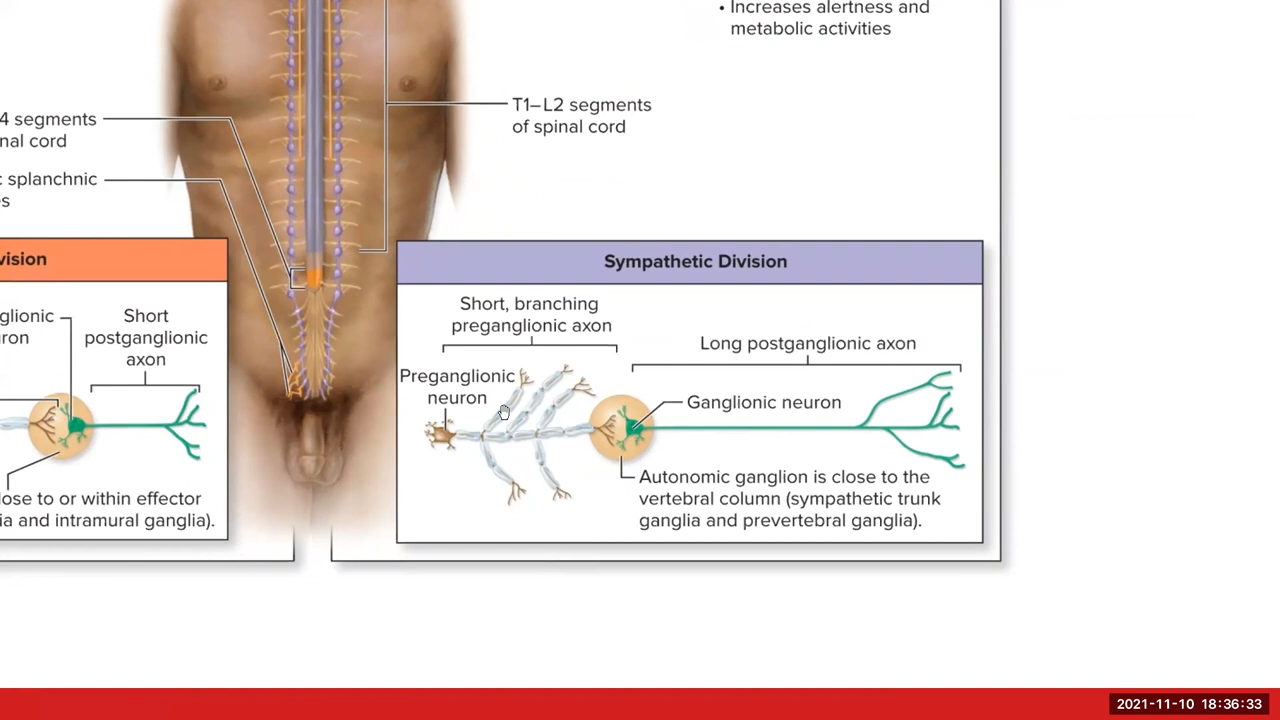 • Increases alertness and
metabolic activities
T1–L2 segments
of spinal cord
4 segments
nal cord
splanchnic
vision
Short
postganglionic
axon
glionic
lose to or within effector
ia and intramural ganglia).
Sympathetic Division
Short, branching
preganglionic axon
Long postganglionic axon
Preganglionic
neuron
Ganglionic neuron
Autonomic ganglion is close to the
vertebral column (sympathetic trunk
ganglia and prevertebral ganglia).
2021-11-10 18:36:33